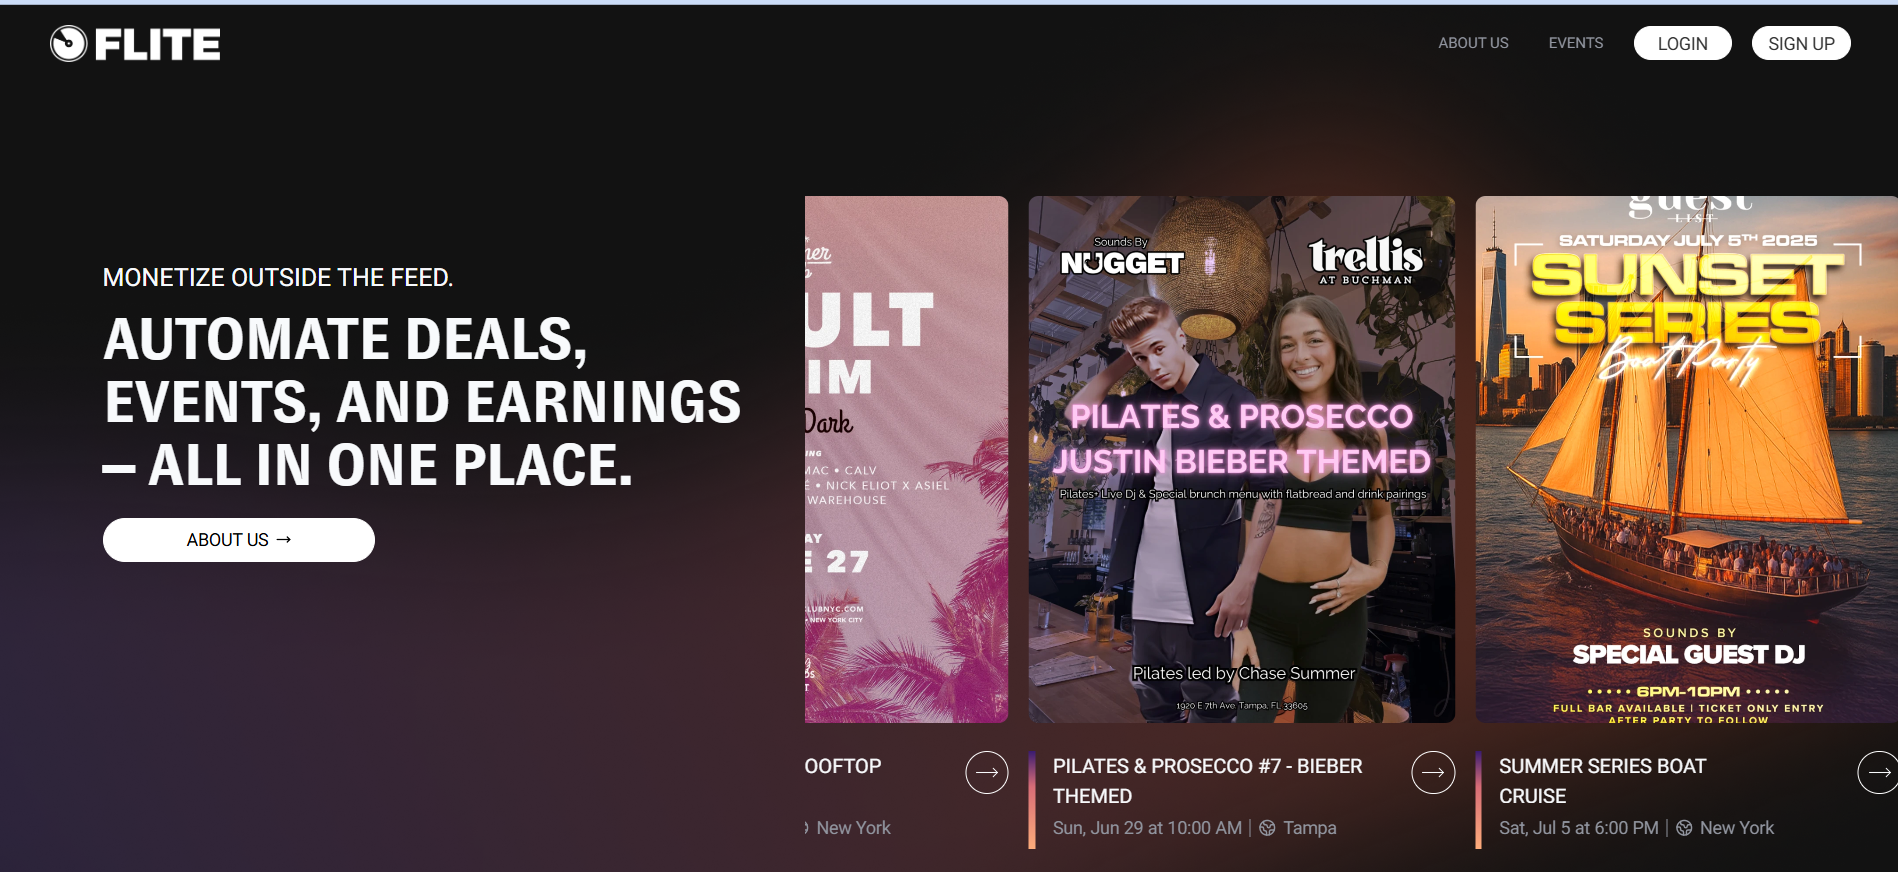 FLITE
ABOUT US
EVENTS
LOGIN
SIGN UP
MONETIZE OUTSIDE THE FEED.
AUTOMATE DEALS,
EVENTS, AND EARNINGS
– ALL IN ONE PLACE.
ABOUT US →
ULT
IM
Dark
MAC • CALV
• NICK ELIOT X ASIEL
WAREHOUSE
AY
27
CLUBNYC.COM
• NEW YORK CITY
OOFTOP
New York
Sounds By
NUGGET
trellis
AT BUCHMAN
PILATES & PROSECCO
JUSTIN BIEBER THEMED
Pilates+ Live Dj & Special brunch menu with flatbread and drink pairings
Pilates led by Chase Summer
1920 E 7th Ave. Tampa, FL 33605
PILATES & PROSECCO #7 - BIEBER
THEMED
Sun, Jun 29 at 10:00 AM | Tampa
guest
LIST
SATURDAY JULY 5TH 2025
SUNSET
SERIES
Boat Party
SOUNDS BY
SPECIAL GUEST DJ
••••• 6PM-10PM •••••
FULL BAR AVAILABLE | TICKET ONLY ENTRY
AFTER PARTY TO FOLLOW
SUMMER SERIES BOAT
CRUISE
Sat, Jul 5 at 6:00 PM | New York